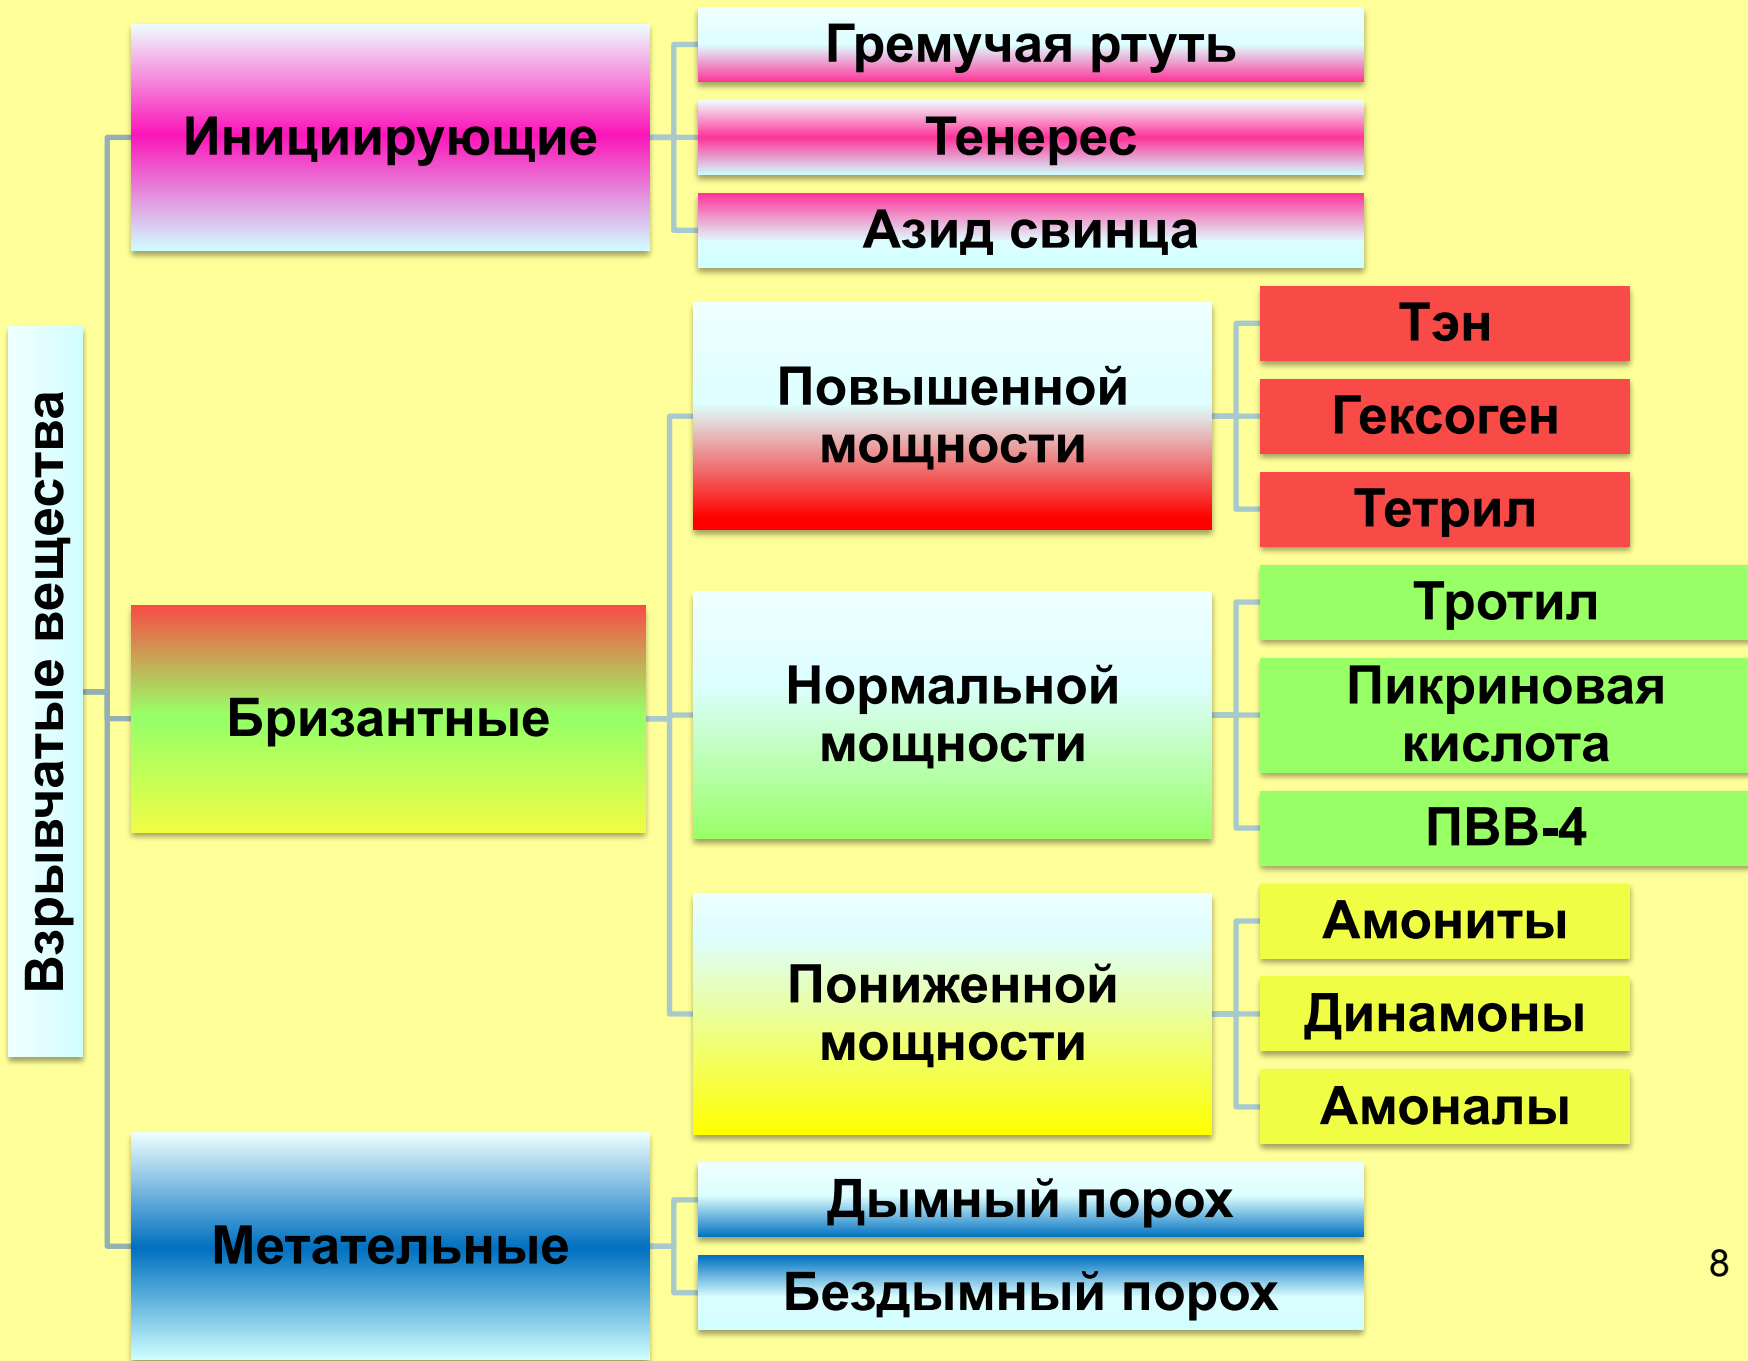 Взрывчатые вещества
Инициирующие
Гремучая ртуть
Тенерес
Азид свинца
Бризантные
Повышенной
мощности
Тэн
Гексоген
Тетрил
Нормальной
мощности
Тротил
Пикриновая
кислота
ПВВ-4
Пониженной
мощности
Амониты
Динамоны
Амоналы
Метательные
Дымный порох
Бездымный порох
8